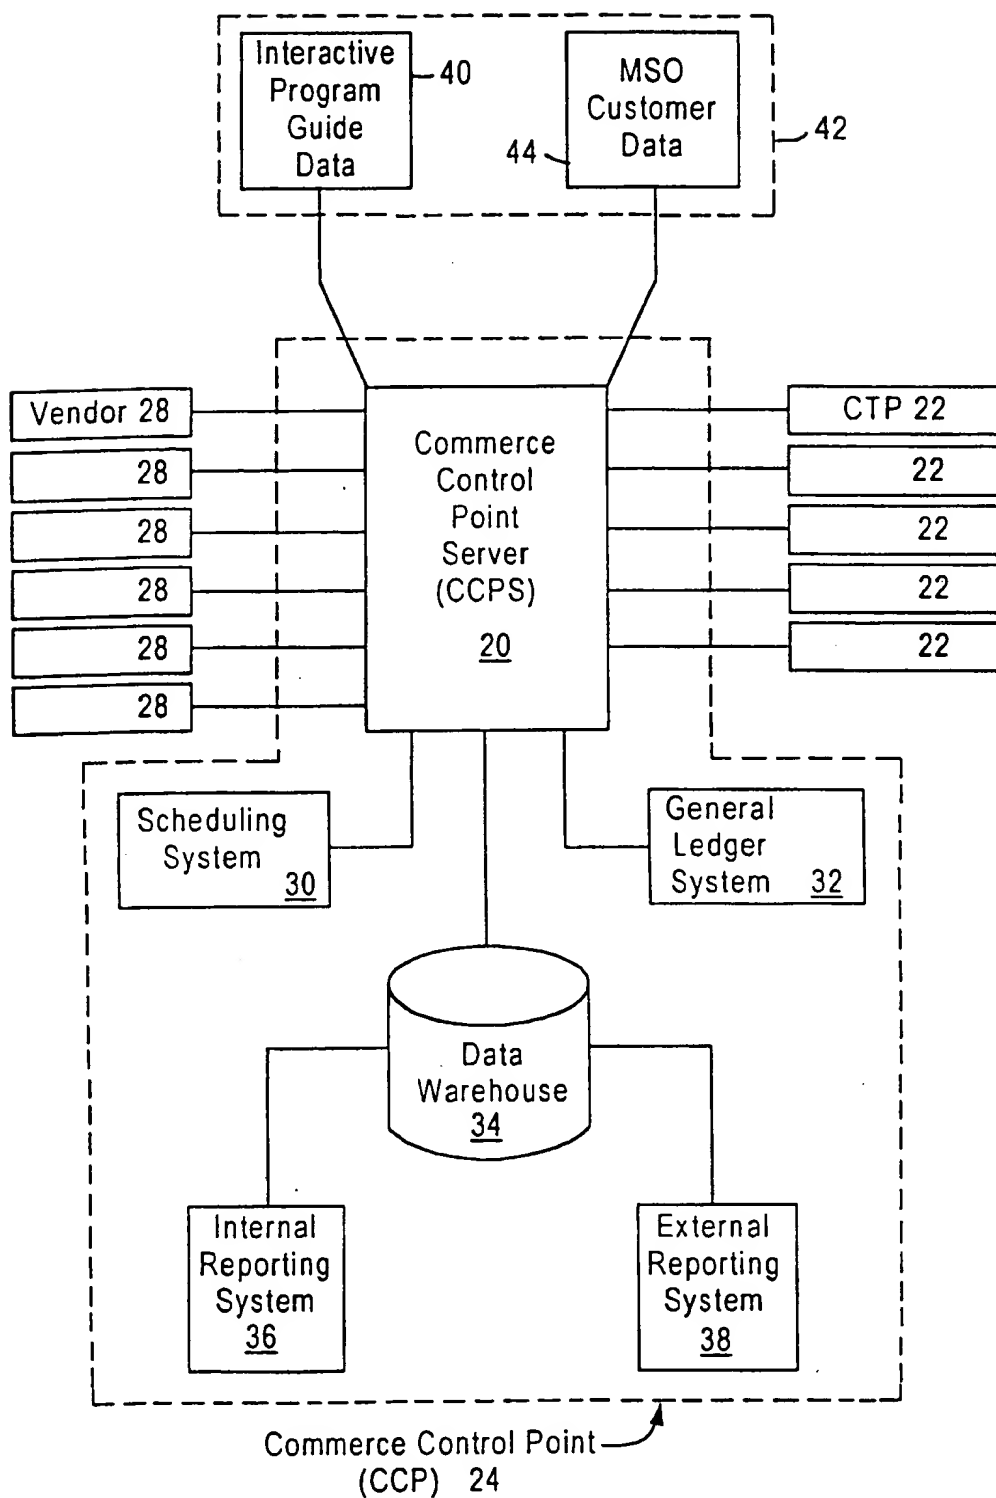 Interactive
Program
Guide
Data
40
MSO
Customer
Data
44
42
Vendor 28
28
28
28
28
28
Commerce
Control
Point
Server
(CCPS)
20
CTP 22
22
22
22
22
Scheduling
System
30
General
Ledger
System 32
Data
Warehouse
34
Internal
Reporting
System
36
External
Reporting
System
38
Commerce Control Point
(CCP) 24